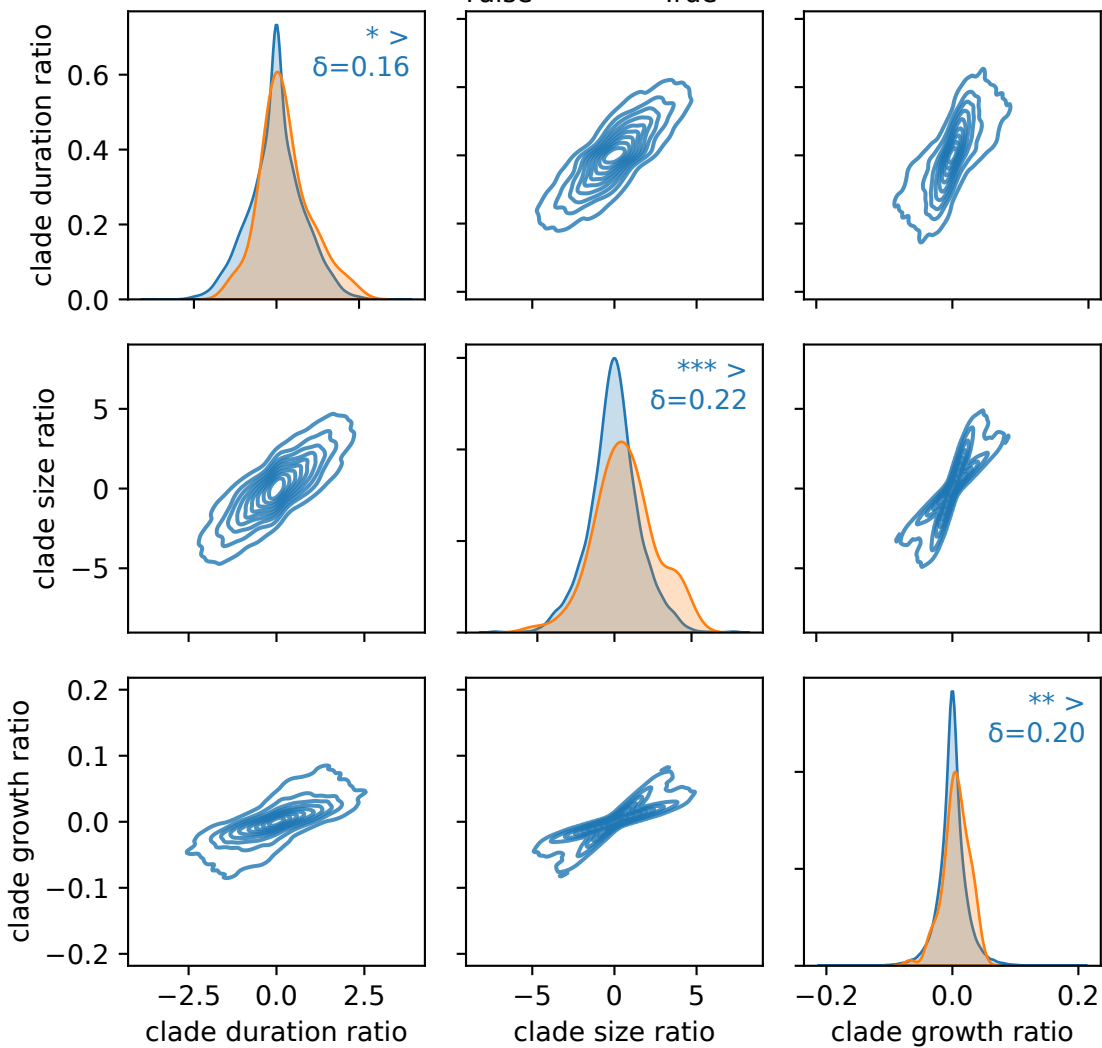 False True
clade duration ratio
0.6
0.4
0.2
0.0
* >
δ=0.16
clade size ratio
5
0
−5
*** >
δ=0.22
clade growth ratio
0.2
0.1
0.0
−0.1
−0.2
** >
δ=0.20
−2.5 0.0 2.5
−5 0 5
−0.2 0.0 0.2
clade duration ratio
clade size ratio
clade growth ratio